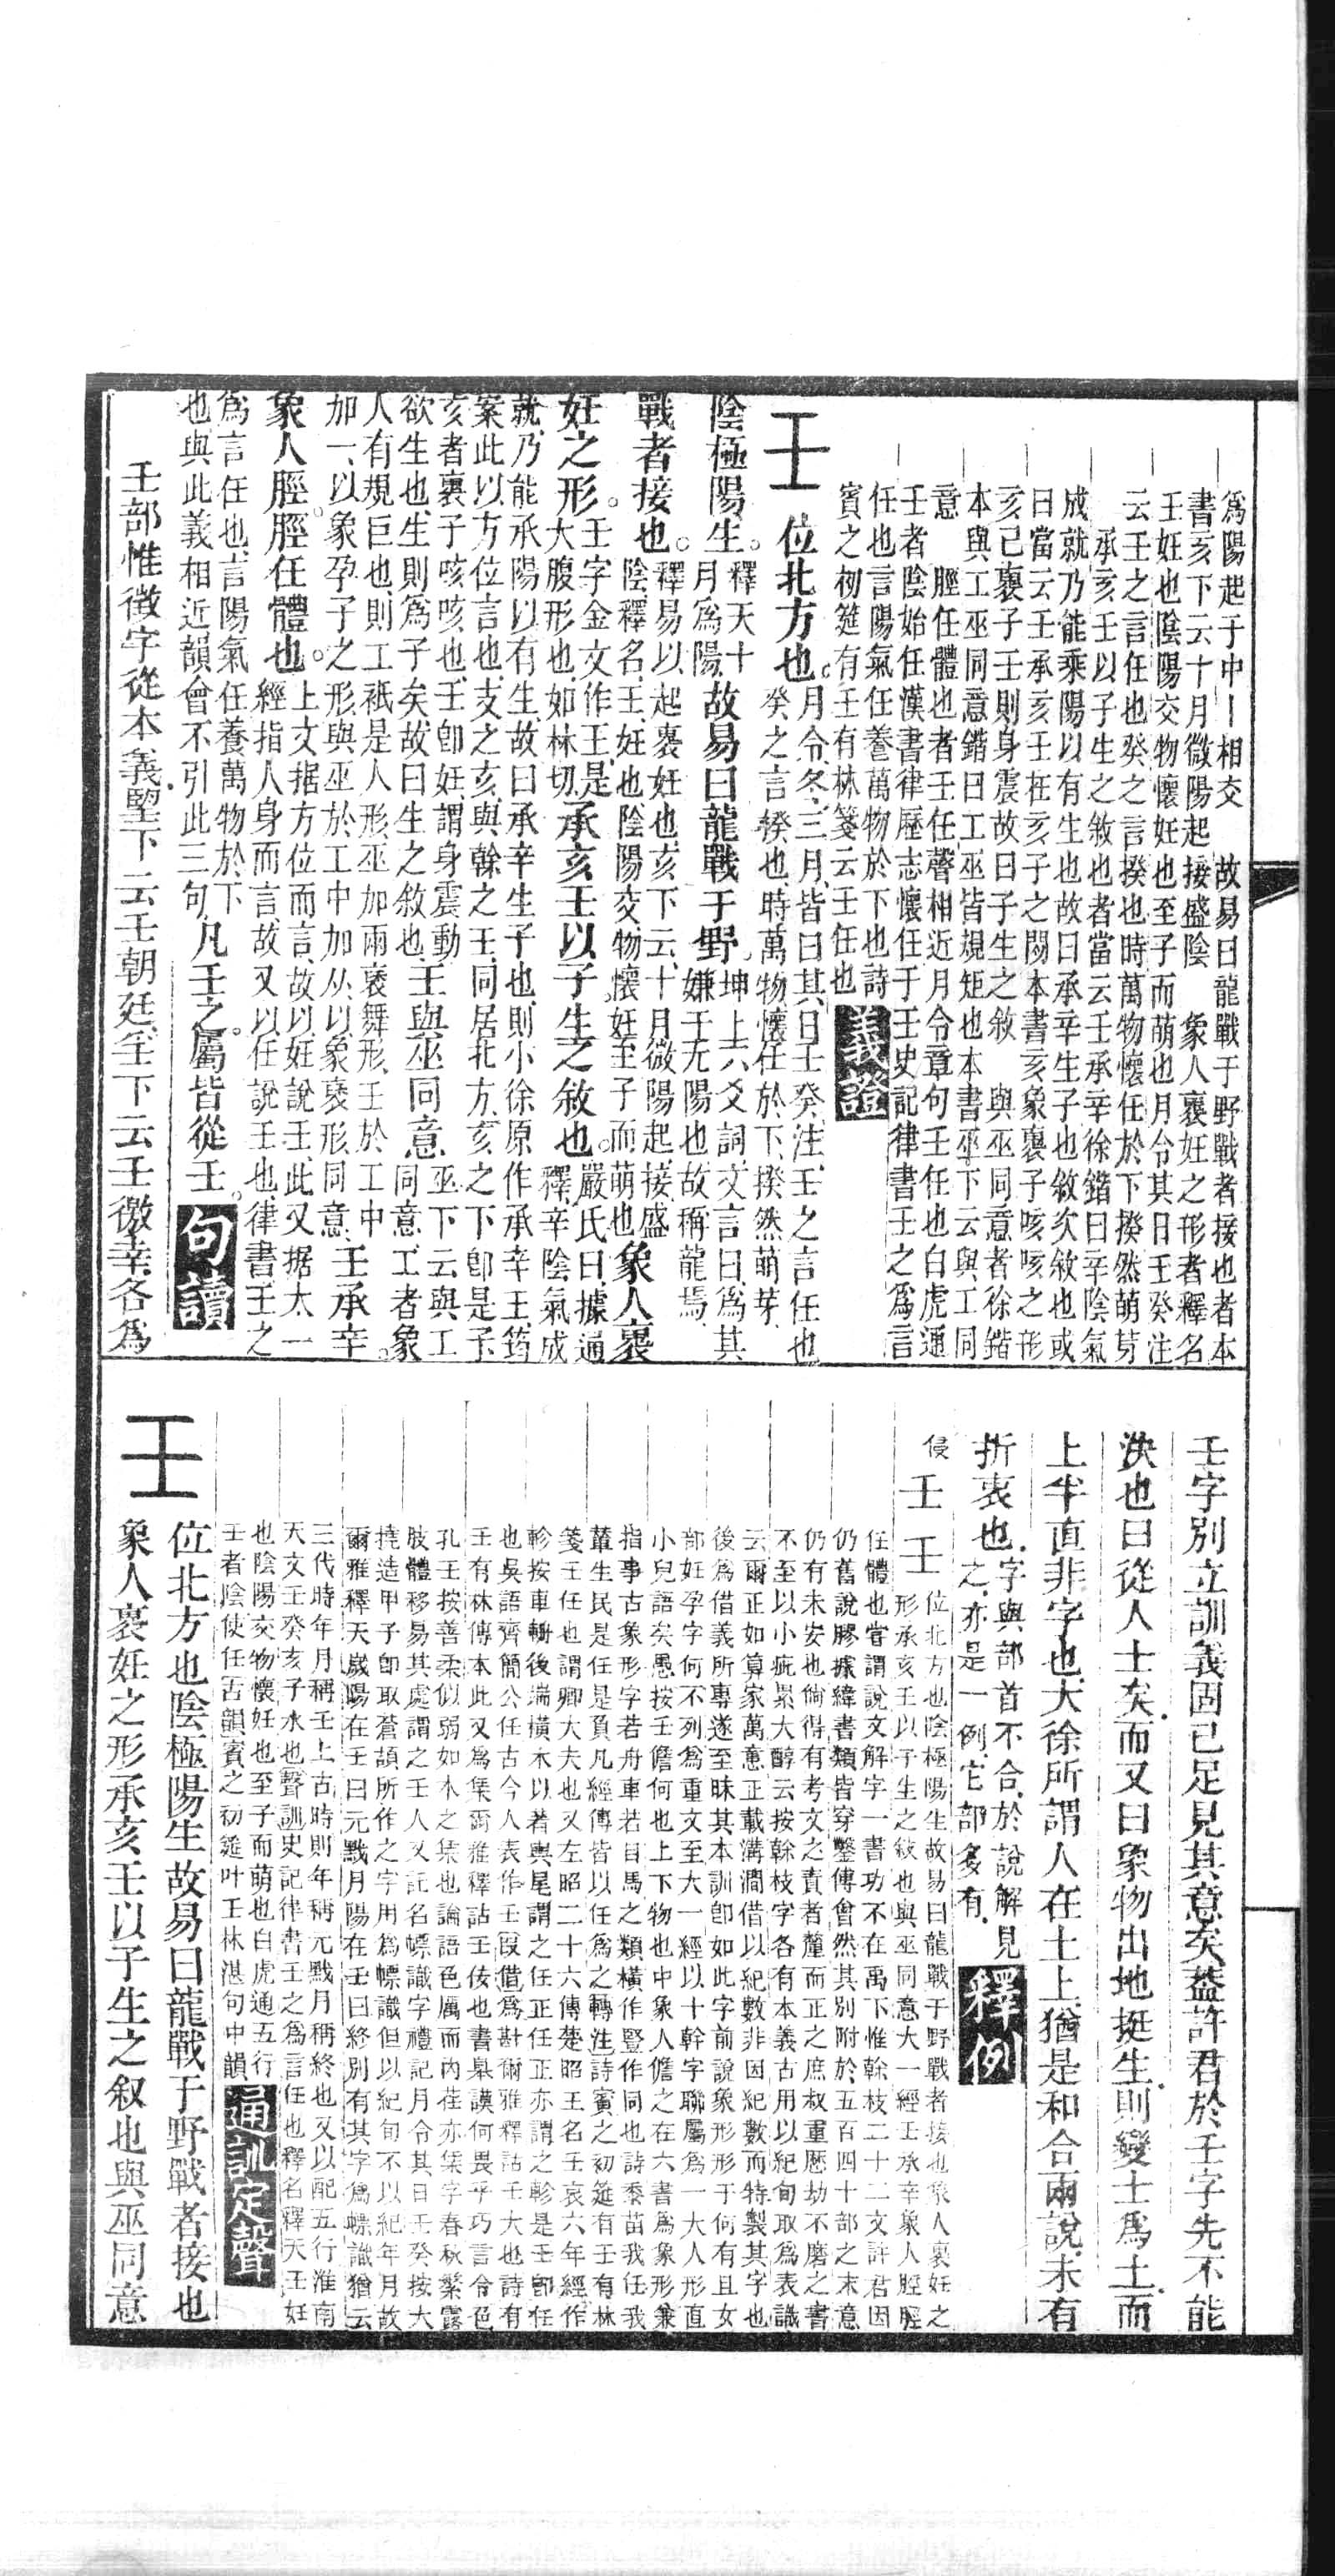 爲陽起于中丨相交　故易曰龍戰于野戰者接也者本
書亥下云十月微陽起接盛陰　象人褢妊之形者釋名
壬妊也陰陽交物懷妊也至子而萌也月令其日壬癸注
云壬之言任也癸之言揆也時萬物懷任於下揆然萌芽
　承亥壬以子生之敘也者當云壬承辛徐鍇曰辛陰氣
成就乃能乘陽以有生也故曰承辛生子也敘次敘也或
曰當云壬承亥壬在亥子之閒本書亥象褢子咳咳之形
亥已褢子壬則身震故曰子生之敘　與巫同意者徐鍇
本與工巫同意鍇曰工巫皆規矩也本書巫下云與工同
意　脛任體也者壬任聲相近月令章句壬任也白虎通
壬者陰始任漢書律歷志懷任于壬史記律書壬之爲言
任也言陽氣任養萬物於下也詩
賓之初筵有壬有林箋云壬任也 義證
壬 位北方也。月令、冬三月、皆曰其日壬癸、注、壬之言任也
癸之言揆也、時萬物懷任於下、揆然萌芽、
陰極陽生。釋天十
月爲陽、故易曰龍戰于野。坤上六爻詞、文言曰、爲其
嫌于无陽也、故稱龍焉、
戰者接也。釋易以
陰、釋名、壬、妊也、陰陽交、物懷妊、至子而萌也、象人褢
起褢妊也、亥下云、十月微陽起、接盛
妊之形。壬字金文作王、是
大腹形也、如林切、承亥壬以子生之敘也。嚴氏曰、據通
釋、辛陰氣成
就、乃能承陽以有生、故曰承辛生子也、則小徐原作承辛壬、筠
案此以方位言也、支之亥、與榦之壬、同居北方、亥之下卽是子、
亥者褢子咳咳也、壬卽妊、謂身震動、
欲生也、生則爲子矣、故曰生之敘也、壬與巫同意、巫下云與工
同意、工者象
人有規巨也、則工祇是人形、巫加兩褎舞形、壬於工中
加一、以象孕子之形、與巫於工中加从、以象褎形同意、壬承辛。
象人脛。脛任體也。上文据方位而言、故以妊說壬、此又据大一
經指人身而言、故又以任說壬也、律書、壬之
爲言任也、言陽氣任養萬物於下
也、與此義相近、韻會不引此三句、凡壬之屬皆從壬。 句讀
𡈼部惟徵字從本義、朢下云𡈼朝廷、㸒下云𡈼徼幸、各爲
𡈼字別立訓義、固已足見其意矣、葢許君於𡈼字先不能
決也、曰從人士矣、而又曰象物出地挺生、則變士爲土、而
上半直非字也、大徐所謂人在土上、猶是和合兩說、未有
折衷也、字與部首不合、於說解見
之、亦是一例、它部多有、 釋例
侵
壬 壬 位北方也陰極陽生故易曰龍戰于野戰者接也象人褢妊之
形承亥壬以子生之敘也與巫同意大一經壬承辛象人脛脛
任體也嘗謂說文解字一書功不在禹下惟榦枝二十二文許君因
仍舊說膠據緯書類皆穿鑿傅會然其別附於五百四十部之末意
仍有未安也倘得有考文之責者釐而正之庶叔重歷劫不磨之書
不至以小疵累大醇云按榦枝字各有本義古用以紀旬取爲表識
云爾正如算家萬意正載溝澗借以紀數非因紀數而特製其字也
後爲借義所專遂至昧其本訓卽如此字前說象形形于何有且女
部妊孕字何不列爲重文至大一經以十榦字聯屬爲一大人形直
小兒語矣愚按壬儋何也上下物也中象人儋之在六書爲象形兼
指事古象形字若舟車若目馬之類橫作豎作同也詩黍苗我任我
輦生民是任是負凡經傳皆以任爲之轉注詩賓之初筵有壬有林
箋壬任也謂卿大夫也又左昭二十六傳楚昭王名壬哀六年經作
軫按車輈後端橫木以著輿尾謂之任正任正亦謂之軫是壬卽任
也吳語齊簡公任古今人表作壬叚借爲㽎爾雅釋詁壬大也詩有
壬有林傳本此又爲集爾雅釋詁壬佞也書皋謨何畏乎巧言令色
孔壬按善柔似弱如木之集也論語色厲而內荏亦集字春秋繁露
肢體移易其處謂之壬人又託名幖識字禮記月令其日壬癸按大
撓造甲子卽取蒼頡所作之字用爲幖識但以紀旬不以紀年月故
爾雅釋天歲陽在壬曰元黓月陽在壬曰終別有其字爲幖識猶云
三代時年月稱壬上古時則年稱元黓月稱終也又以配五行淮南
天文壬癸亥子水也聲訓史記律書壬之爲言任也釋名釋天壬妊
也陰陽交物懷妊也至子而萌也白虎通五行
壬者陰使任古韻賓之初筵叶壬林湛句中韻 通訓定聲
壬 位北方也陰極陽生故易曰龍戰于野戰者接也
象人褢妊之形承亥壬以子生之叙也與巫同意